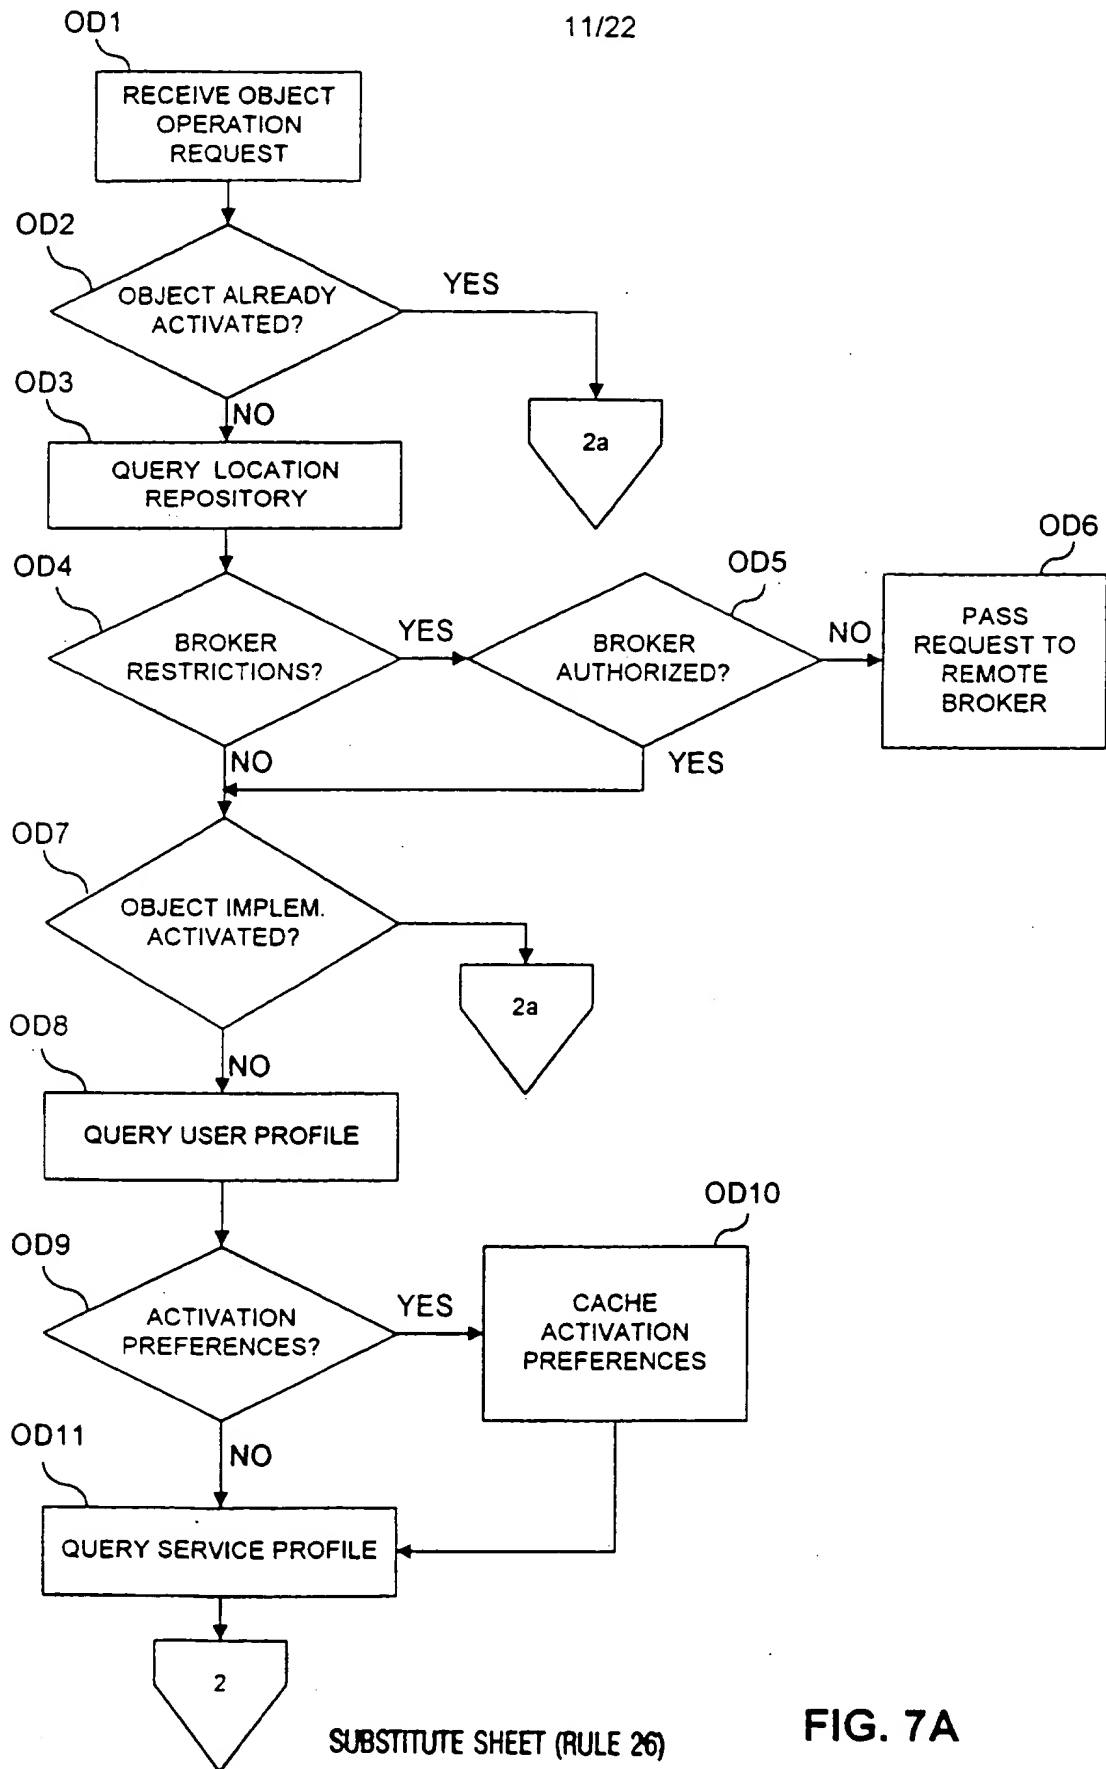 OD1
11/22
RECEIVE OBJECT
OPERATION
REQUEST
OD2
OBJECT ALREADY
ACTIVATED?
YES
NO
2a
OD3
QUERY LOCATION
REPOSITORY
OD4
BROKER
RESTRICTIONS?
YES
NO
OD5
BROKER
AUTHORIZED?
NO
YES
OD6
PASS
REQUEST TO
REMOTE
BROKER
OD7
OBJECT IMPLEM.
ACTIVATED?
2a
NO
OD8
QUERY USER PROFILE
OD9
ACTIVATION
PREFERENCES?
YES
NO
OD10
CACHE
ACTIVATION
PREFERENCES
OD11
QUERY SERVICE PROFILE
2
SUBSTITUTE SHEET (RULE 26)
FIG. 7A